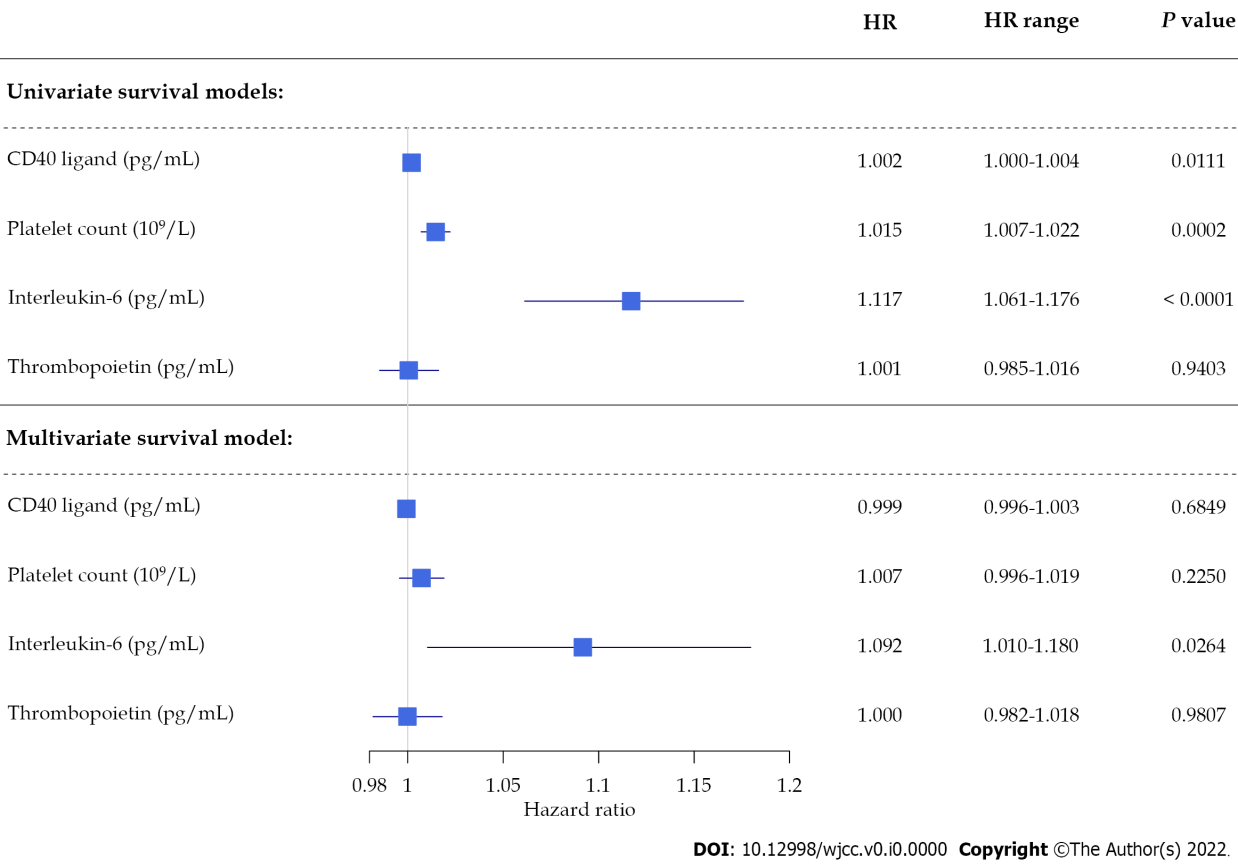 HR HR range P value
Univariate survival models:
CD40 ligand (pg/mL) 1.002 1.000-1.004 0.0111
Platelet count (10⁹/L) 1.015 1.007-1.022 0.0002
Interleukin-6 (pg/mL) 1.117 1.061-1.176 < 0.0001
Thrombopoietin (pg/mL) 1.001 0.985-1.016 0.9403
Multivariate survival model:
CD40 ligand (pg/mL) 0.999 0.996-1.003 0.6849
Platelet count (10⁹/L) 1.007 0.996-1.019 0.2250
Interleukin-6 (pg/mL) 1.092 1.010-1.180 0.0264
Thrombopoietin (pg/mL) 1.000 0.982-1.018 0.9807
0.98 1 1.05 1.1 1.15 1.2
Hazard ratio
DOI: 10.12998/wjcc.v0.i0.0000 Copyright ©The Author(s) 2022.